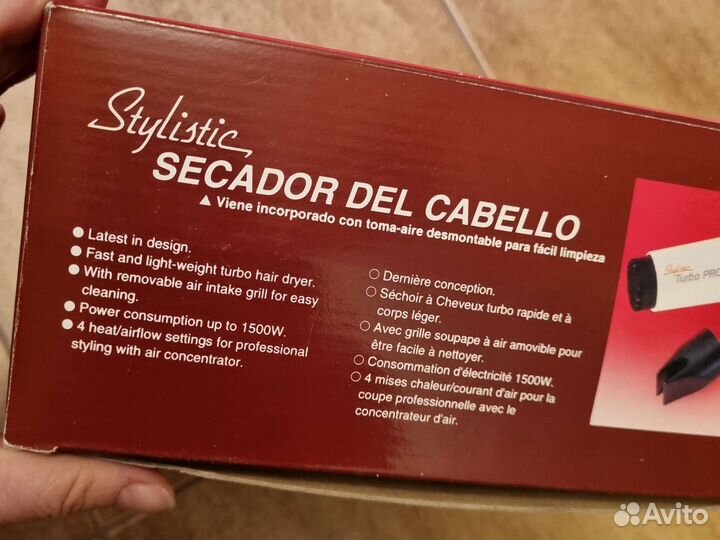 Stylistic
SECADOR DEL CABELLO
▲ Viene incorporado con toma-aire desmontable para fácil limpieza
● Latest in design.
● Fast and light-weight turbo hair dryer.
● With removable air intake grill for easy
cleaning.
● Power consumption up to 1500W.
● 4 heat/airflow settings for professional
styling with air concentrator.
○ Dernière conception.
○ Séchoir à Cheveux turbo rapide et à
corps léger.
○ Avec grille soupape à air amovible pour
être facile à nettoyer.
○ Consommation d'électricité 1500W.
○ 4 mises chaleur/courant d'air pour la
coupe professionnelle avec le
concentrateur d'air.
Stylistic
Turbo PRO
Avito